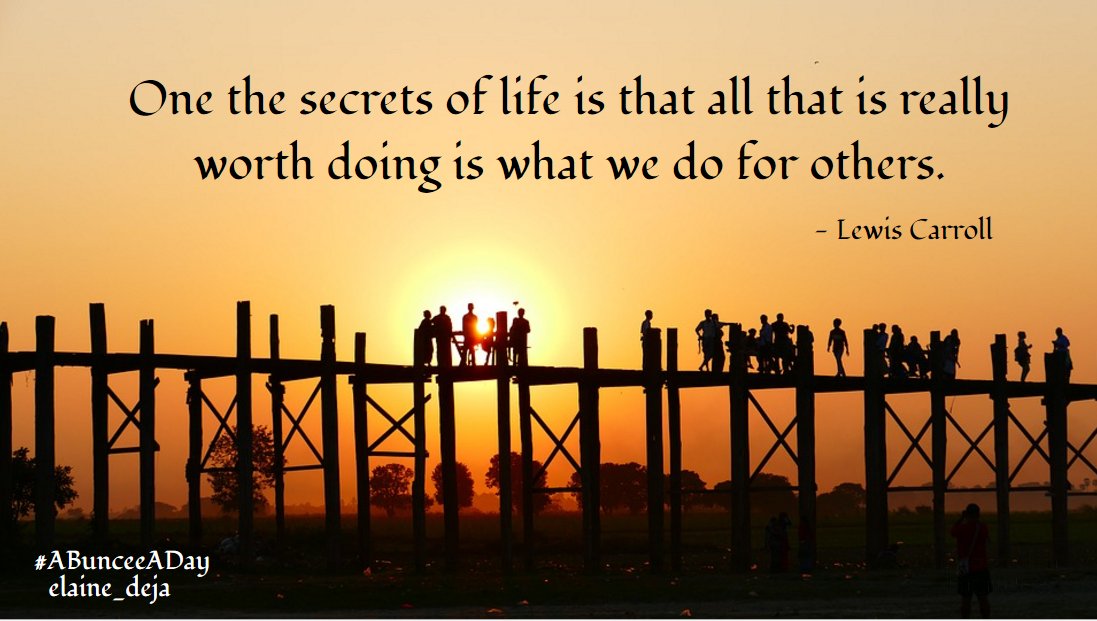 One the secrets of life is that all that is really
worth doing is what we do for others.
- Lewis Carroll
#ABunceeADay
elaine_deja